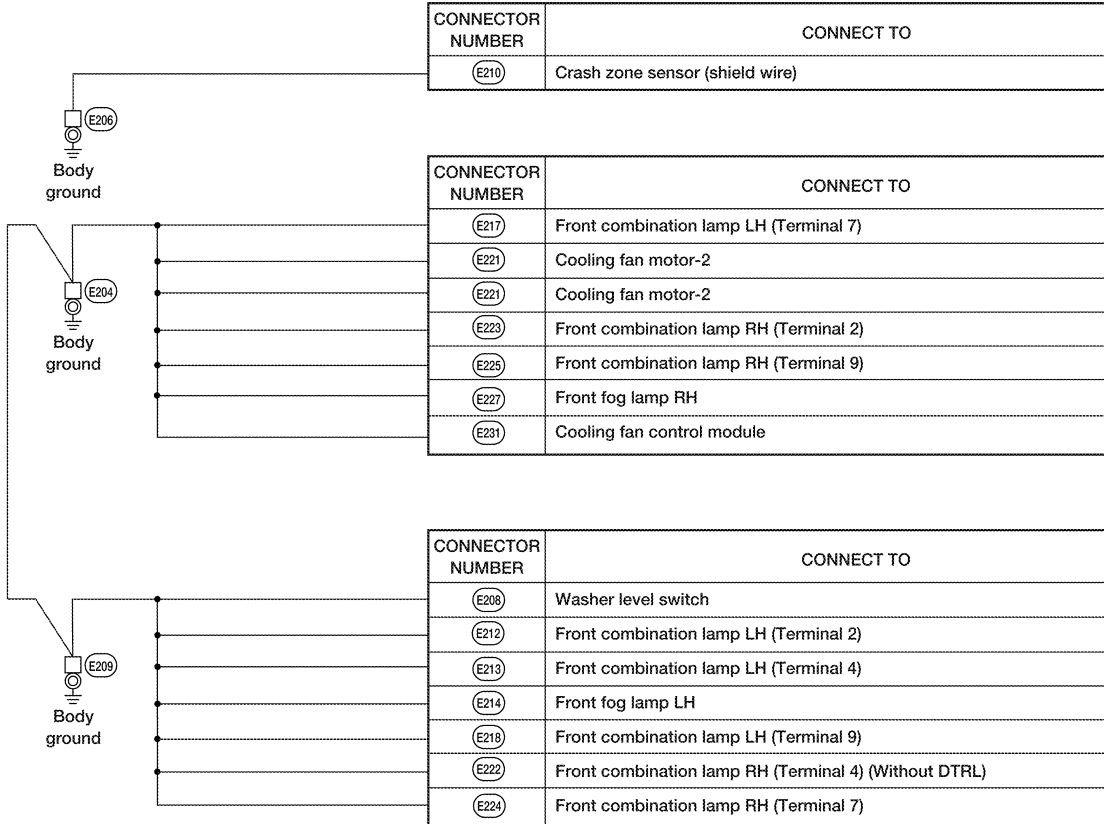 CONNECTOR NUMBER CONNECT TO
E210 Crash zone sensor (shield wire)
E206
Body
ground
CONNECTOR NUMBER CONNECT TO
E217 Front combination lamp LH (Terminal 7)
E221 Cooling fan motor-2
E204
E221 Cooling fan motor-2
E223 Front combination lamp RH (Terminal 2)
Body
ground
E225 Front combination lamp RH (Terminal 9)
E227 Front fog lamp RH
E231 Cooling fan control module
CONNECTOR NUMBER CONNECT TO
E208 Washer level switch
E212 Front combination lamp LH (Terminal 2)
E209
E213 Front combination lamp LH (Terminal 4)
E214 Front fog lamp LH
Body
ground
E218 Front combination lamp LH (Terminal 9)
E222 Front combination lamp RH (Terminal 4) (Without DTRL)
E224 Front combination lamp RH (Terminal 7)